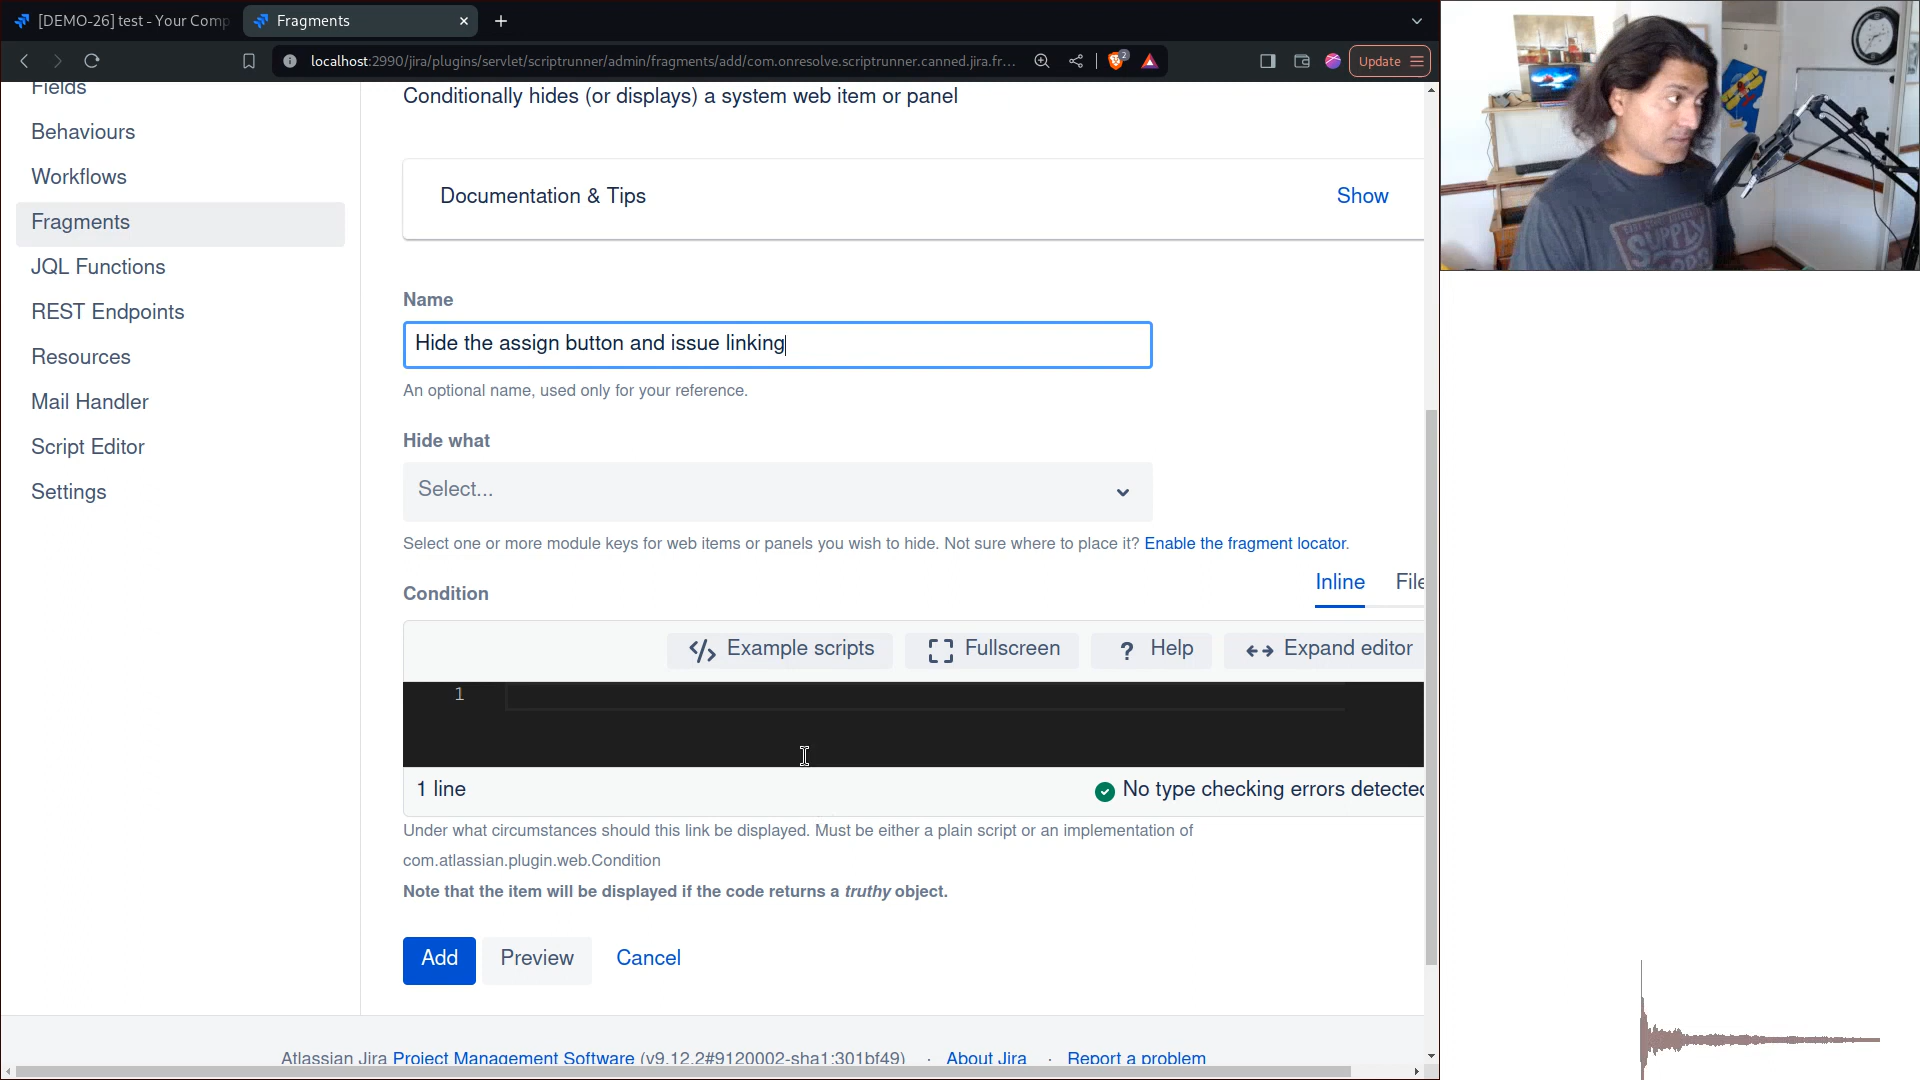 [DEMO-26] test - Your Comp
Fragments
localhost:2990/jira/plugins/servlet/scriptrunner/admin/fragments/add/com.onresolve.scriptrunner.canned.jira.fr...
2
Update
Fields
Behaviours
Workflows
Fragments
JQL Functions
REST Endpoints
Resources
Mail Handler
Script Editor
Settings
Conditionally hides (or displays) a system web item or panel
Documentation & Tips
Show
Name
Hide the assign button and issue linking
An optional name, used only for your reference.
Hide what
Select...
Select one or more module keys for web items or panels you wish to hide. Not sure where to place it? Enable the fragment locator.
Condition
Inline
File
Example scripts
Fullscreen
? Help
Expand editor
1
1 line
No type checking errors detected
Under what circumstances should this link be displayed. Must be either a plain script or an implementation of
com.atlassian.plugin.web.Condition
Note that the item will be displayed if the code returns a truthy object.
Add
Preview
Cancel
Atlassian Jira Project Management Software (v9.12.2#9120002-sha1:301bf49) · About Jira · Report a problem
SUPPLY